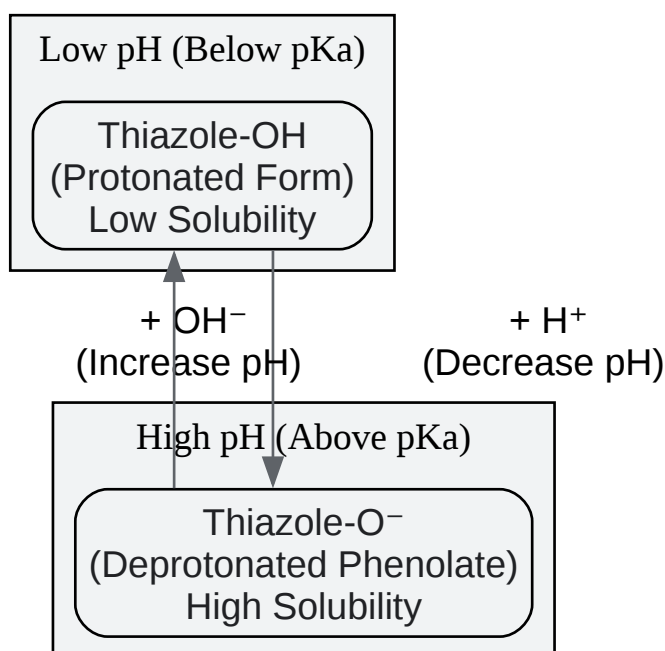 Low pH (Below pKa)
Thiazole-OH
(Protonated Form)
Low Solubility
+ OH⁻
(Increase pH)
+ H⁺
(Decrease pH)
High pH (Above pKa)
Thiazole-O⁻
(Deprotonated Phenolate)
High Solubility